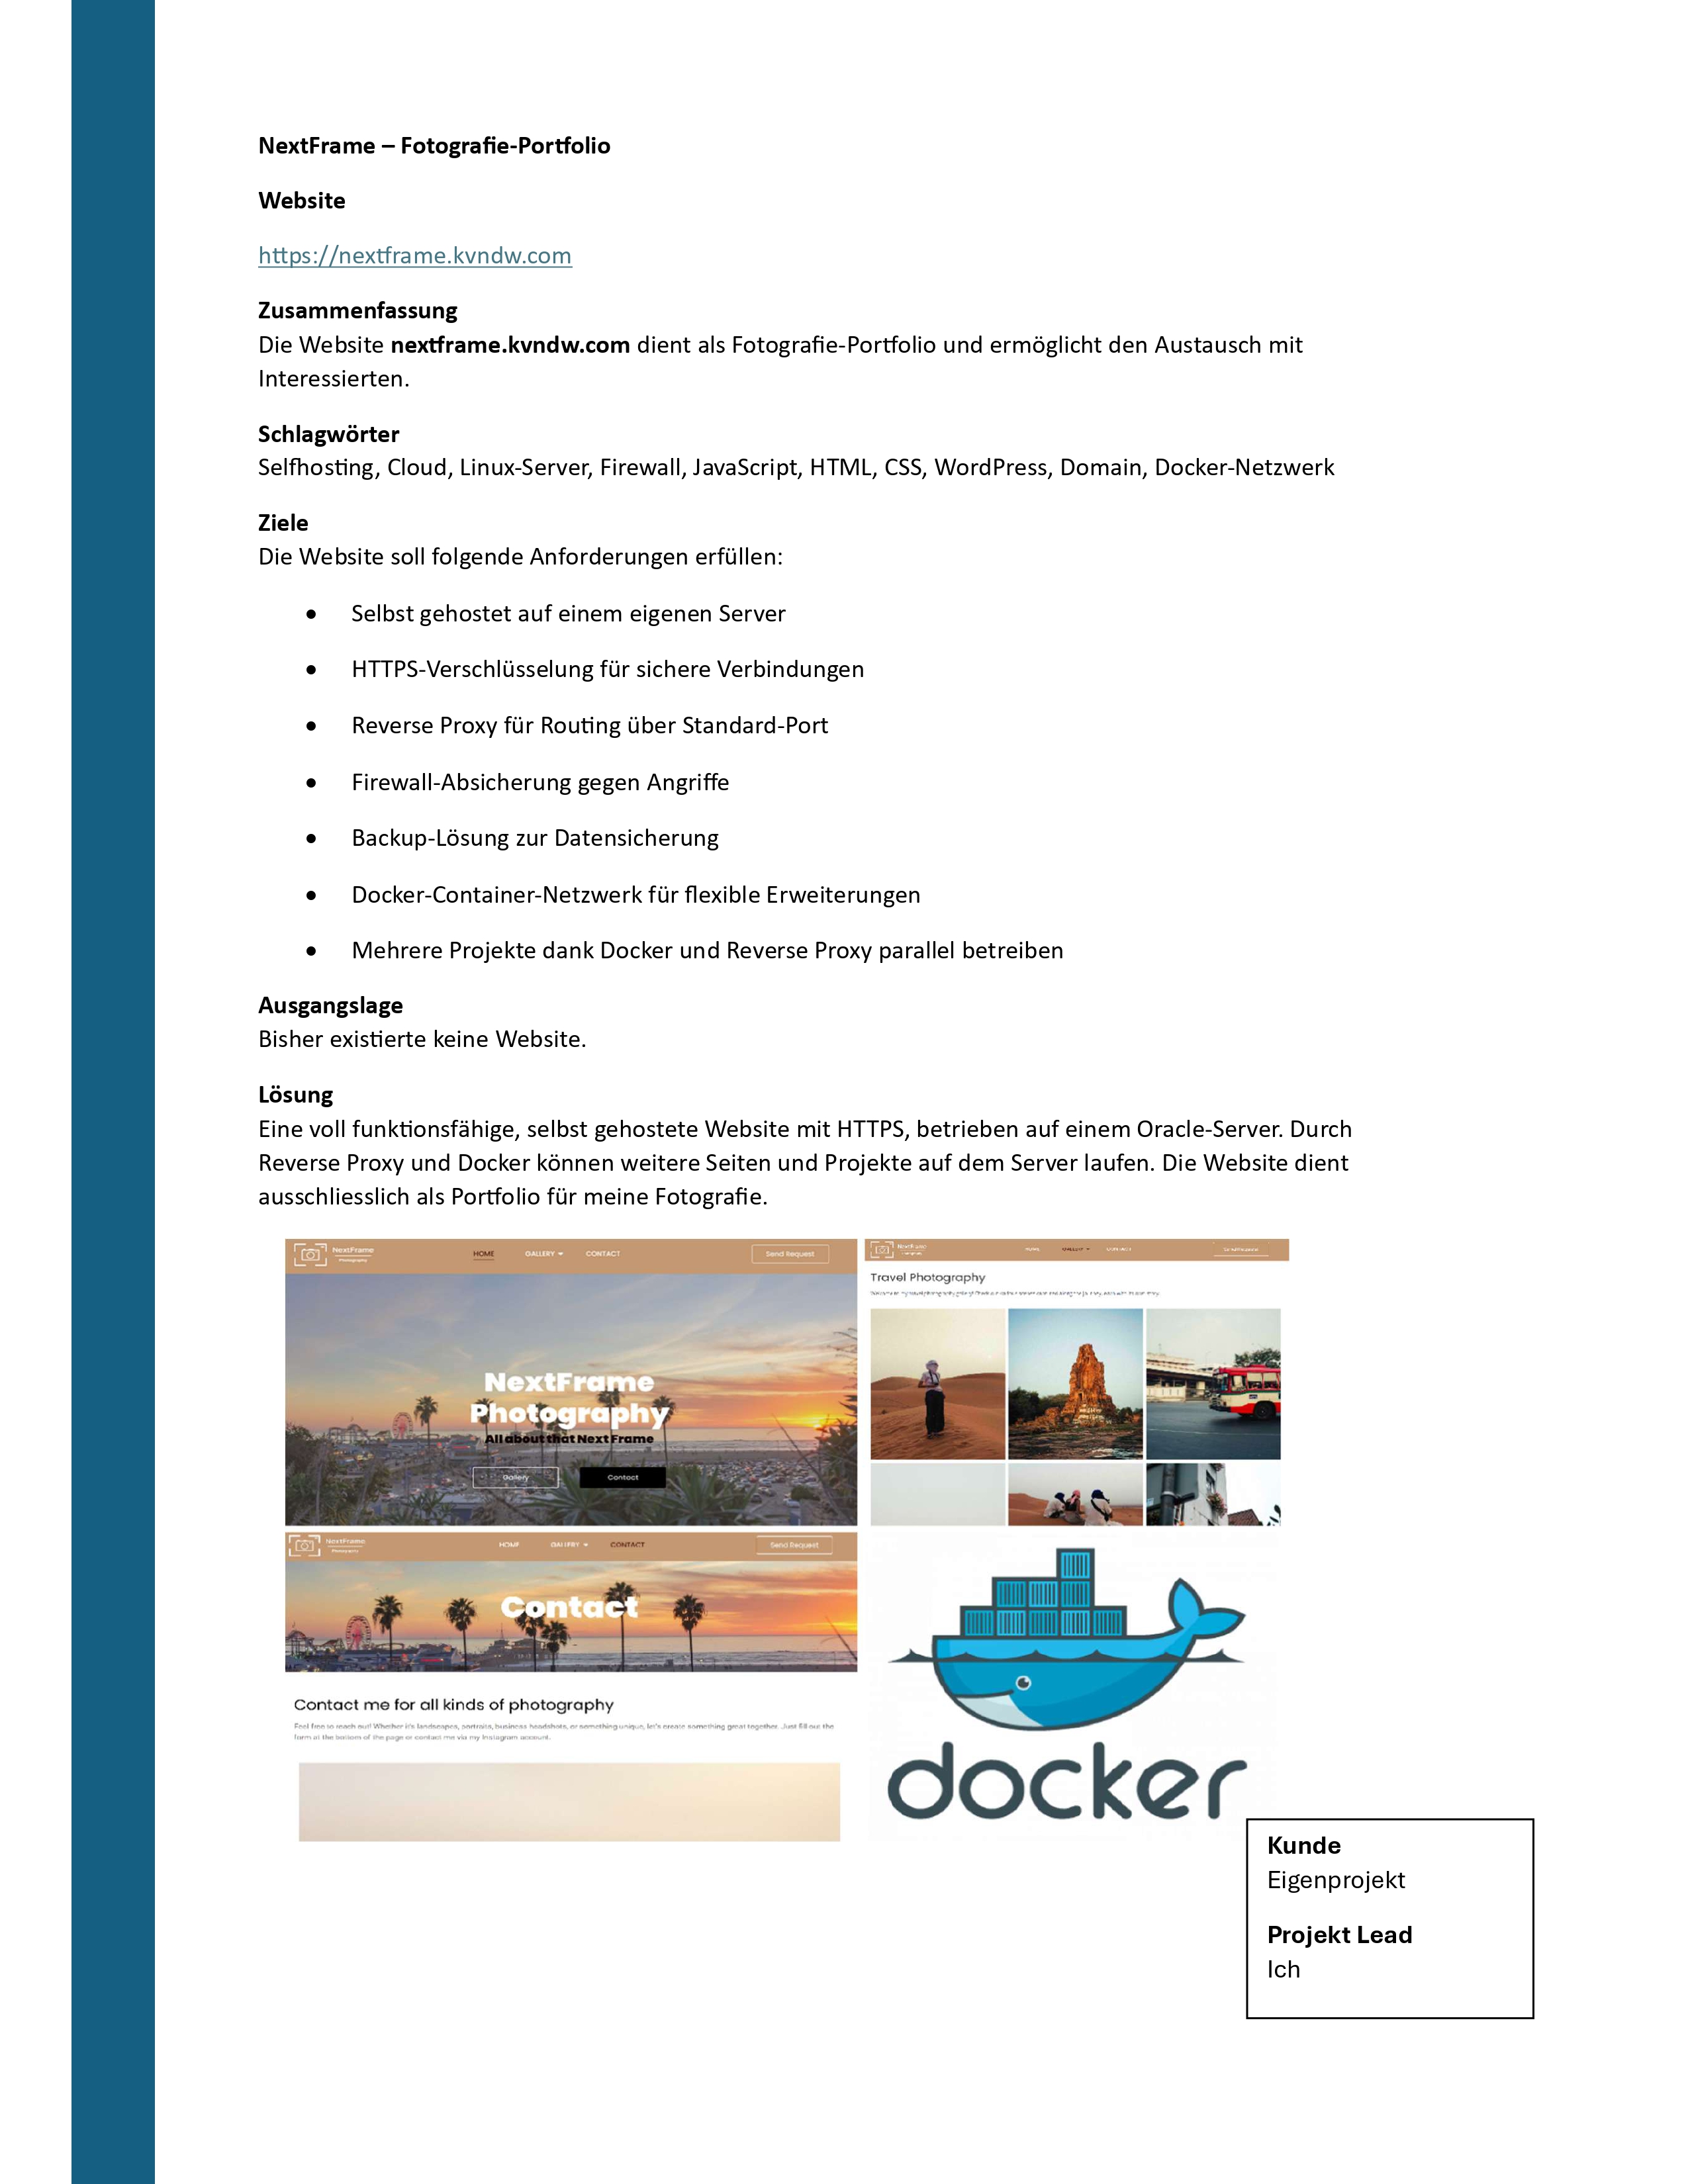 NextFrame – Fotografie-Portfolio
Website
https://nextframe.kvndw.com
Zusammenfassung
Die Website nextframe.kvndw.com dient als Fotografie-Portfolio und ermöglicht den Austausch mit
Interessierten.
Schlagwörter
Selfhosting, Cloud, Linux-Server, Firewall, JavaScript, HTML, CSS, WordPress, Domain, Docker-Netzwerk
Ziele
Die Website soll folgende Anforderungen erfüllen:
• Selbst gehostet auf einem eigenen Server
• HTTPS-Verschlüsselung für sichere Verbindungen
• Reverse Proxy für Routing über Standard-Port
• Firewall-Absicherung gegen Angriffe
• Backup-Lösung zur Datensicherung
• Docker-Container-Netzwerk für flexible Erweiterungen
• Mehrere Projekte dank Docker und Reverse Proxy parallel betreiben
Ausgangslage
Bisher existierte keine Website.
Lösung
Eine voll funktionsfähige, selbst gehostete Website mit HTTPS, betrieben auf einem Oracle-Server. Durch
Reverse Proxy und Docker können weitere Seiten und Projekte auf dem Server laufen. Die Website dient
ausschliesslich als Portfolio für meine Fotografie.
NextFrame
Photography
HOME GALLERY CONTACT
Send Request
NextFrame
Photography
All about that Next Frame
Gallery
Contact
NextFrame
HOME GALLERY CONTACT
Send Request
Travel Photography
NextFrame
Photography
HOME GALLERY CONTACT
Send Request
Contact
Contact me for all kinds of photography
Feel free to reach out! Whether it's landscapes, portraits, business headshots, or something unique, let's create something great together. Just fill out the
form at the bottom of the page or contact me via my Instagram account.
docker
Kunde
Eigenprojekt
Projekt Lead
Ich